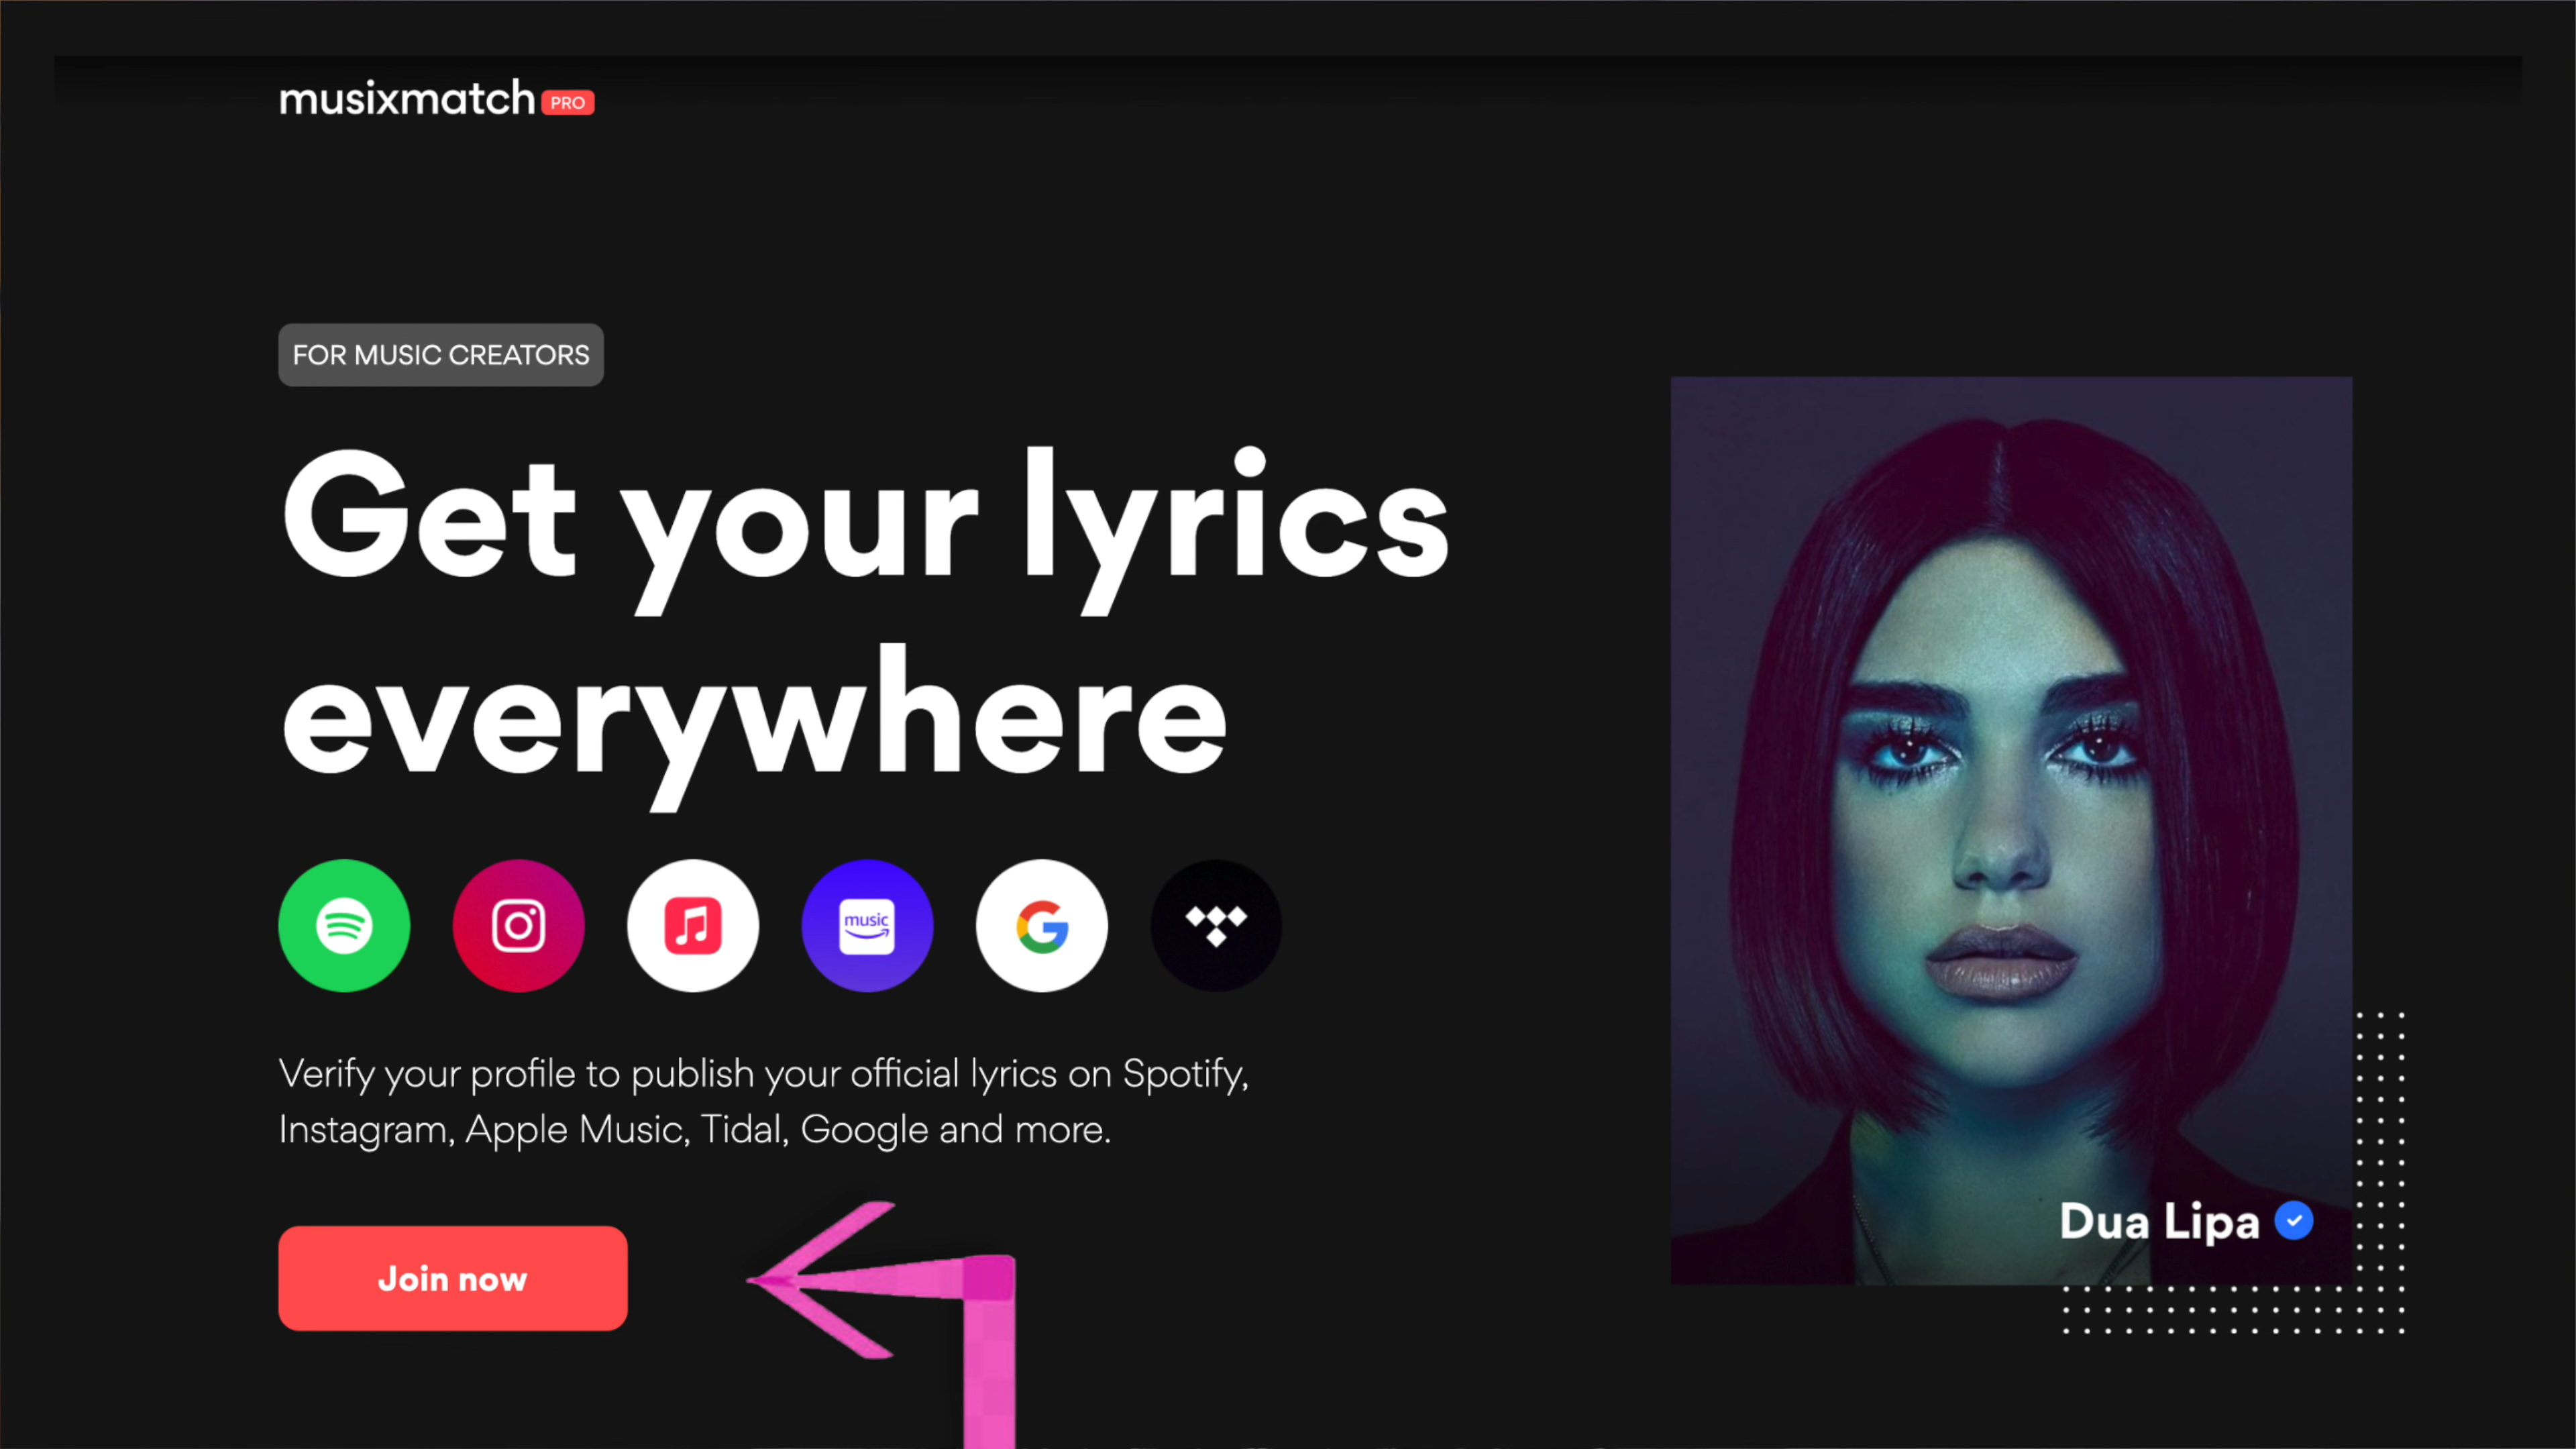 musixmatch PRO
FOR MUSIC CREATORS
Get your lyrics
everywhere
music
Verify your profile to publish your official lyrics on Spotify,
Instagram, Apple Music, Tidal, Google and more.
Dua Lipa
Join now